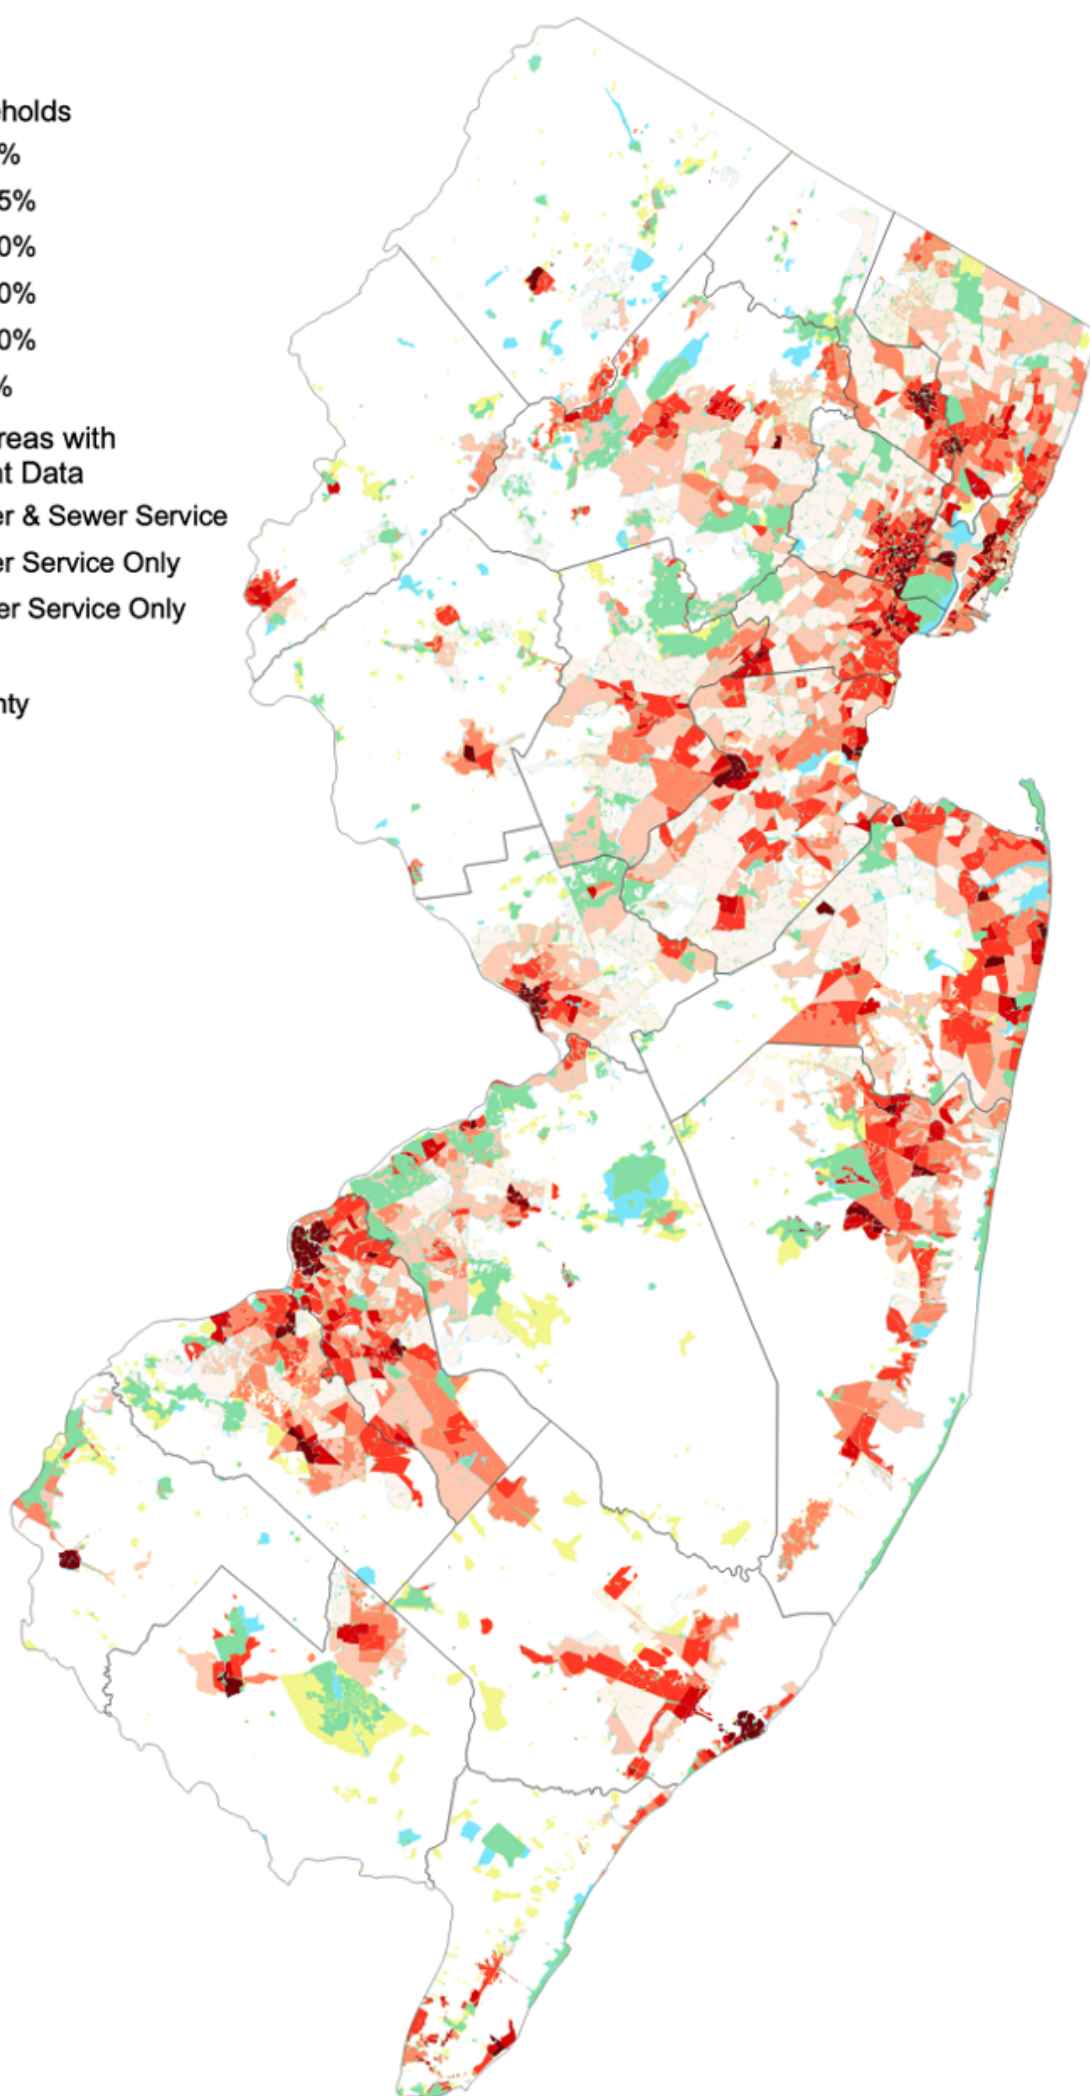 eholds
%
5%
0%
0%
0%
%
reas with
nt Data
er & Sewer Service
er Service Only
er Service Only
nty